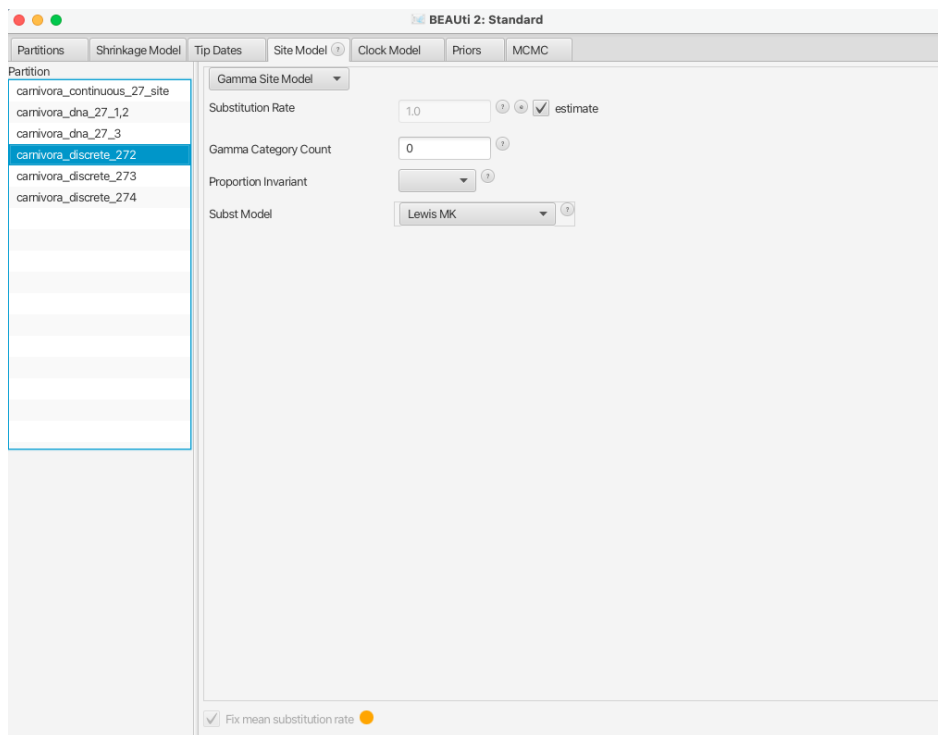 BEAUti 2: Standard
Partitions Shrinkage Model Tip Dates Site Model ? Clock Model Priors MCMC
Partition
carnivora_continuous_27_site
carnivora_dna_27_1,2
carnivora_dna_27_3
carnivora_discrete_272
carnivora_discrete_273
carnivora_discrete_274
Gamma Site Model
Substitution Rate 1.0 ? estimate
Gamma Category Count 0 ?
Proportion Invariant ?
Subst Model Lewis MK ?
Fix mean substitution rate